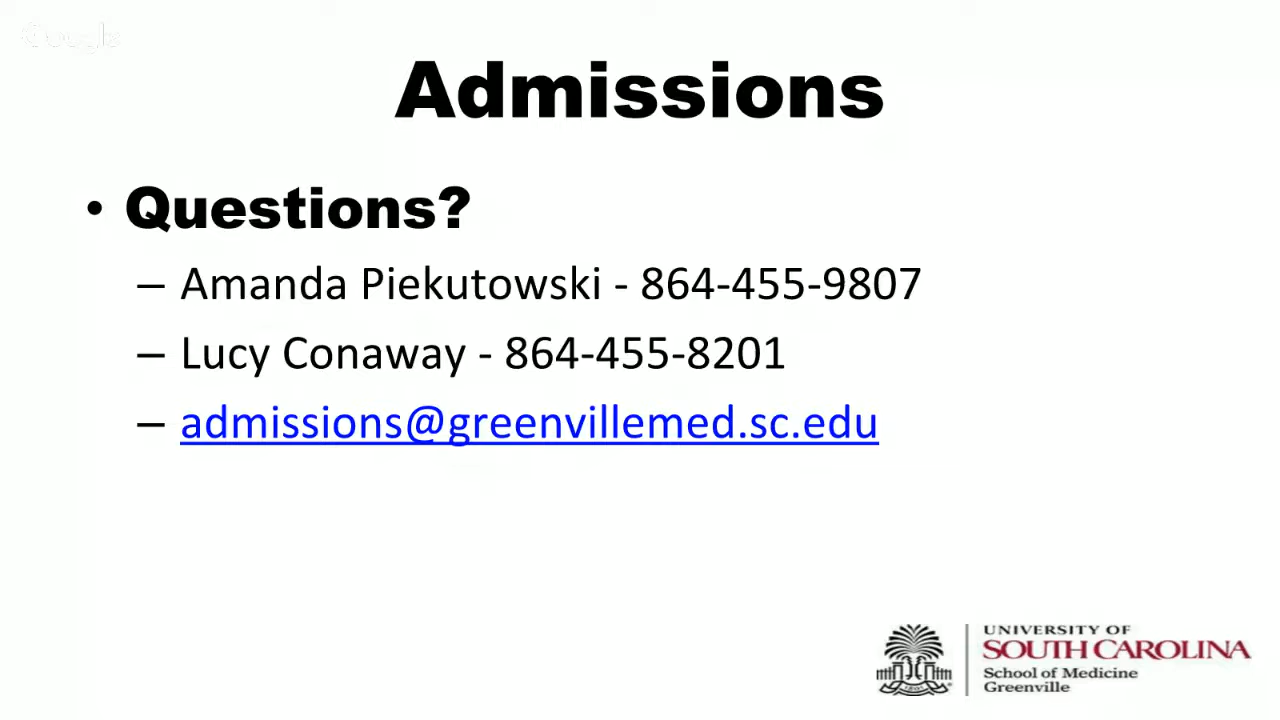 Google
Admissions
• Questions?
– Amanda Piekutowski - 864-455-9807
– Lucy Conaway - 864-455-8201
– admissions@greenvillemed.sc.edu
UNIVERSITY OF
SOUTH CAROLINA
School of Medicine
Greenville